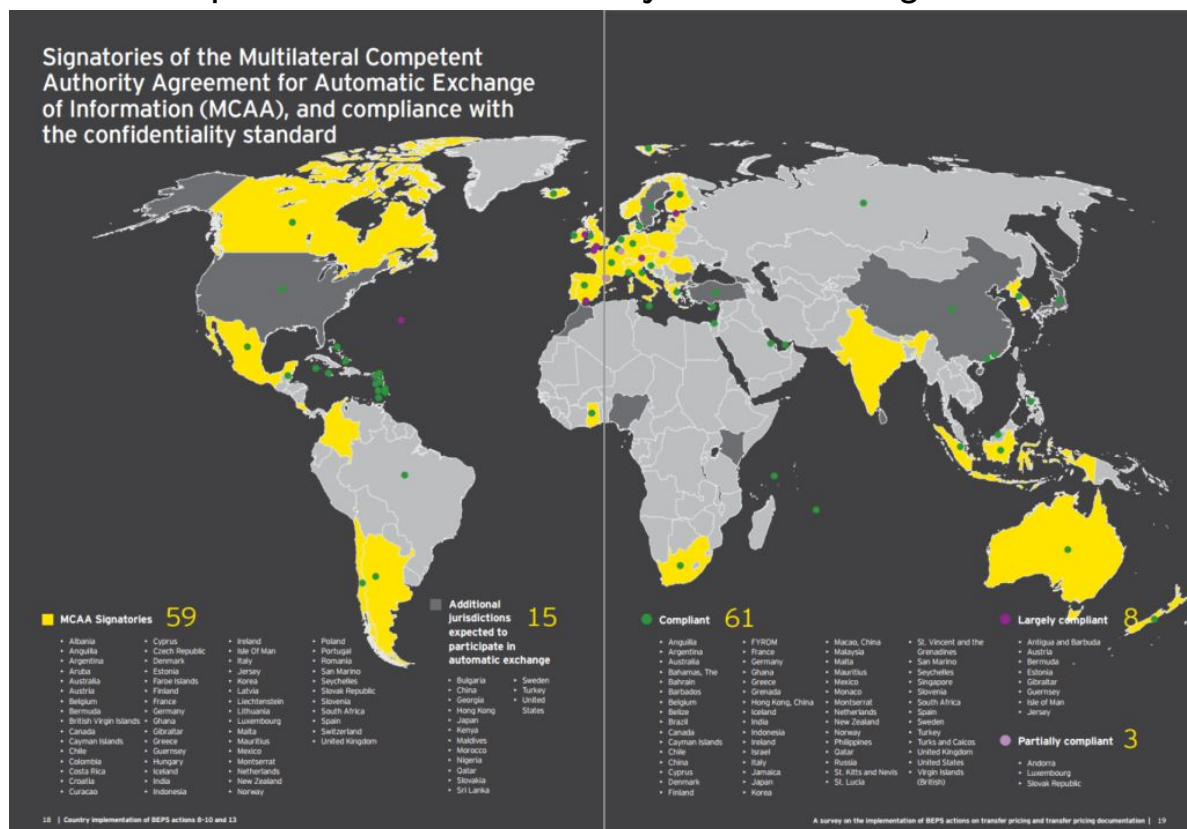 Signatories of the Multilateral Competent
Authority Agreement for Automatic Exchange
of Information (MCAA), and compliance with
the confidentiality standard
MCAA Signatories 59
Albania
Anguilla
Argentina
Aruba
Australia
Austria
Belgium
Bermuda
British Virgin Islands
Canada
Cayman Islands
Chile
Colombia
Costa Rica
Croatia
Curacao
Cyprus
Czech Republic
Denmark
Estonia
Faroe Islands
Finland
France
Germany
Ghana
Gibraltar
Greece
Guernsey
Hungary
Iceland
India
Indonesia
Ireland
Isle Of Man
Italy
Jersey
Korea
Latvia
Liechtenstein
Lithuania
Luxembourg
Malta
Mauritius
Mexico
Montserrat
Netherlands
New Zealand
Norway
Poland
Portugal
Romania
San Marino
Seychelles
Slovak Republic
Slovenia
South Africa
Spain
Switzerland
United Kingdom
Additional
jurisdictions
expected to
participate in
automatic exchange
15
Bulgaria
China
Georgia
Hong Kong
Japan
Kenya
Maldives
Morocco
Nigeria
Qatar
Slovakia
Sri Lanka
Sweden
Turkey
United
States
Compliant 61
Anguilla
Argentina
Australia
Bahamas, The
Bahrain
Barbados
Belgium
Belize
Brazil
Canada
Cayman Islands
Chile
China
Cyprus
Denmark
Finland
FYROM
France
Germany
Ghana
Greece
Grenada
Hong Kong, China
Iceland
India
Indonesia
Ireland
Israel
Italy
Jamaica
Japan
Korea
Macao, China
Malaysia
Malta
Mauritius
Mexico
Monaco
Montserrat
Netherlands
New Zealand
Norway
Philippines
Qatar
Russia
St. Kitts and Nevis
St. Lucia
St. Vincent and the
Grenadines
San Marino
Seychelles
Singapore
Slovenia
South Africa
Spain
Sweden
Turkey
Turks and Caicos
United Kingdom
United States
Virgin Islands
(British)
Largely compliant 8
Antigua and Barbuda
Austria
Bermuda
Estonia
Gibraltar
Guernsey
Isle of Man
Jersey
Partially compliant 3
Andorra
Luxembourg
Slovak Republic
18 | Country implementation of BEPS actions 8-10 and 13
A survey on the implementation of BEPS actions on transfer pricing and transfer pricing documentation | 19